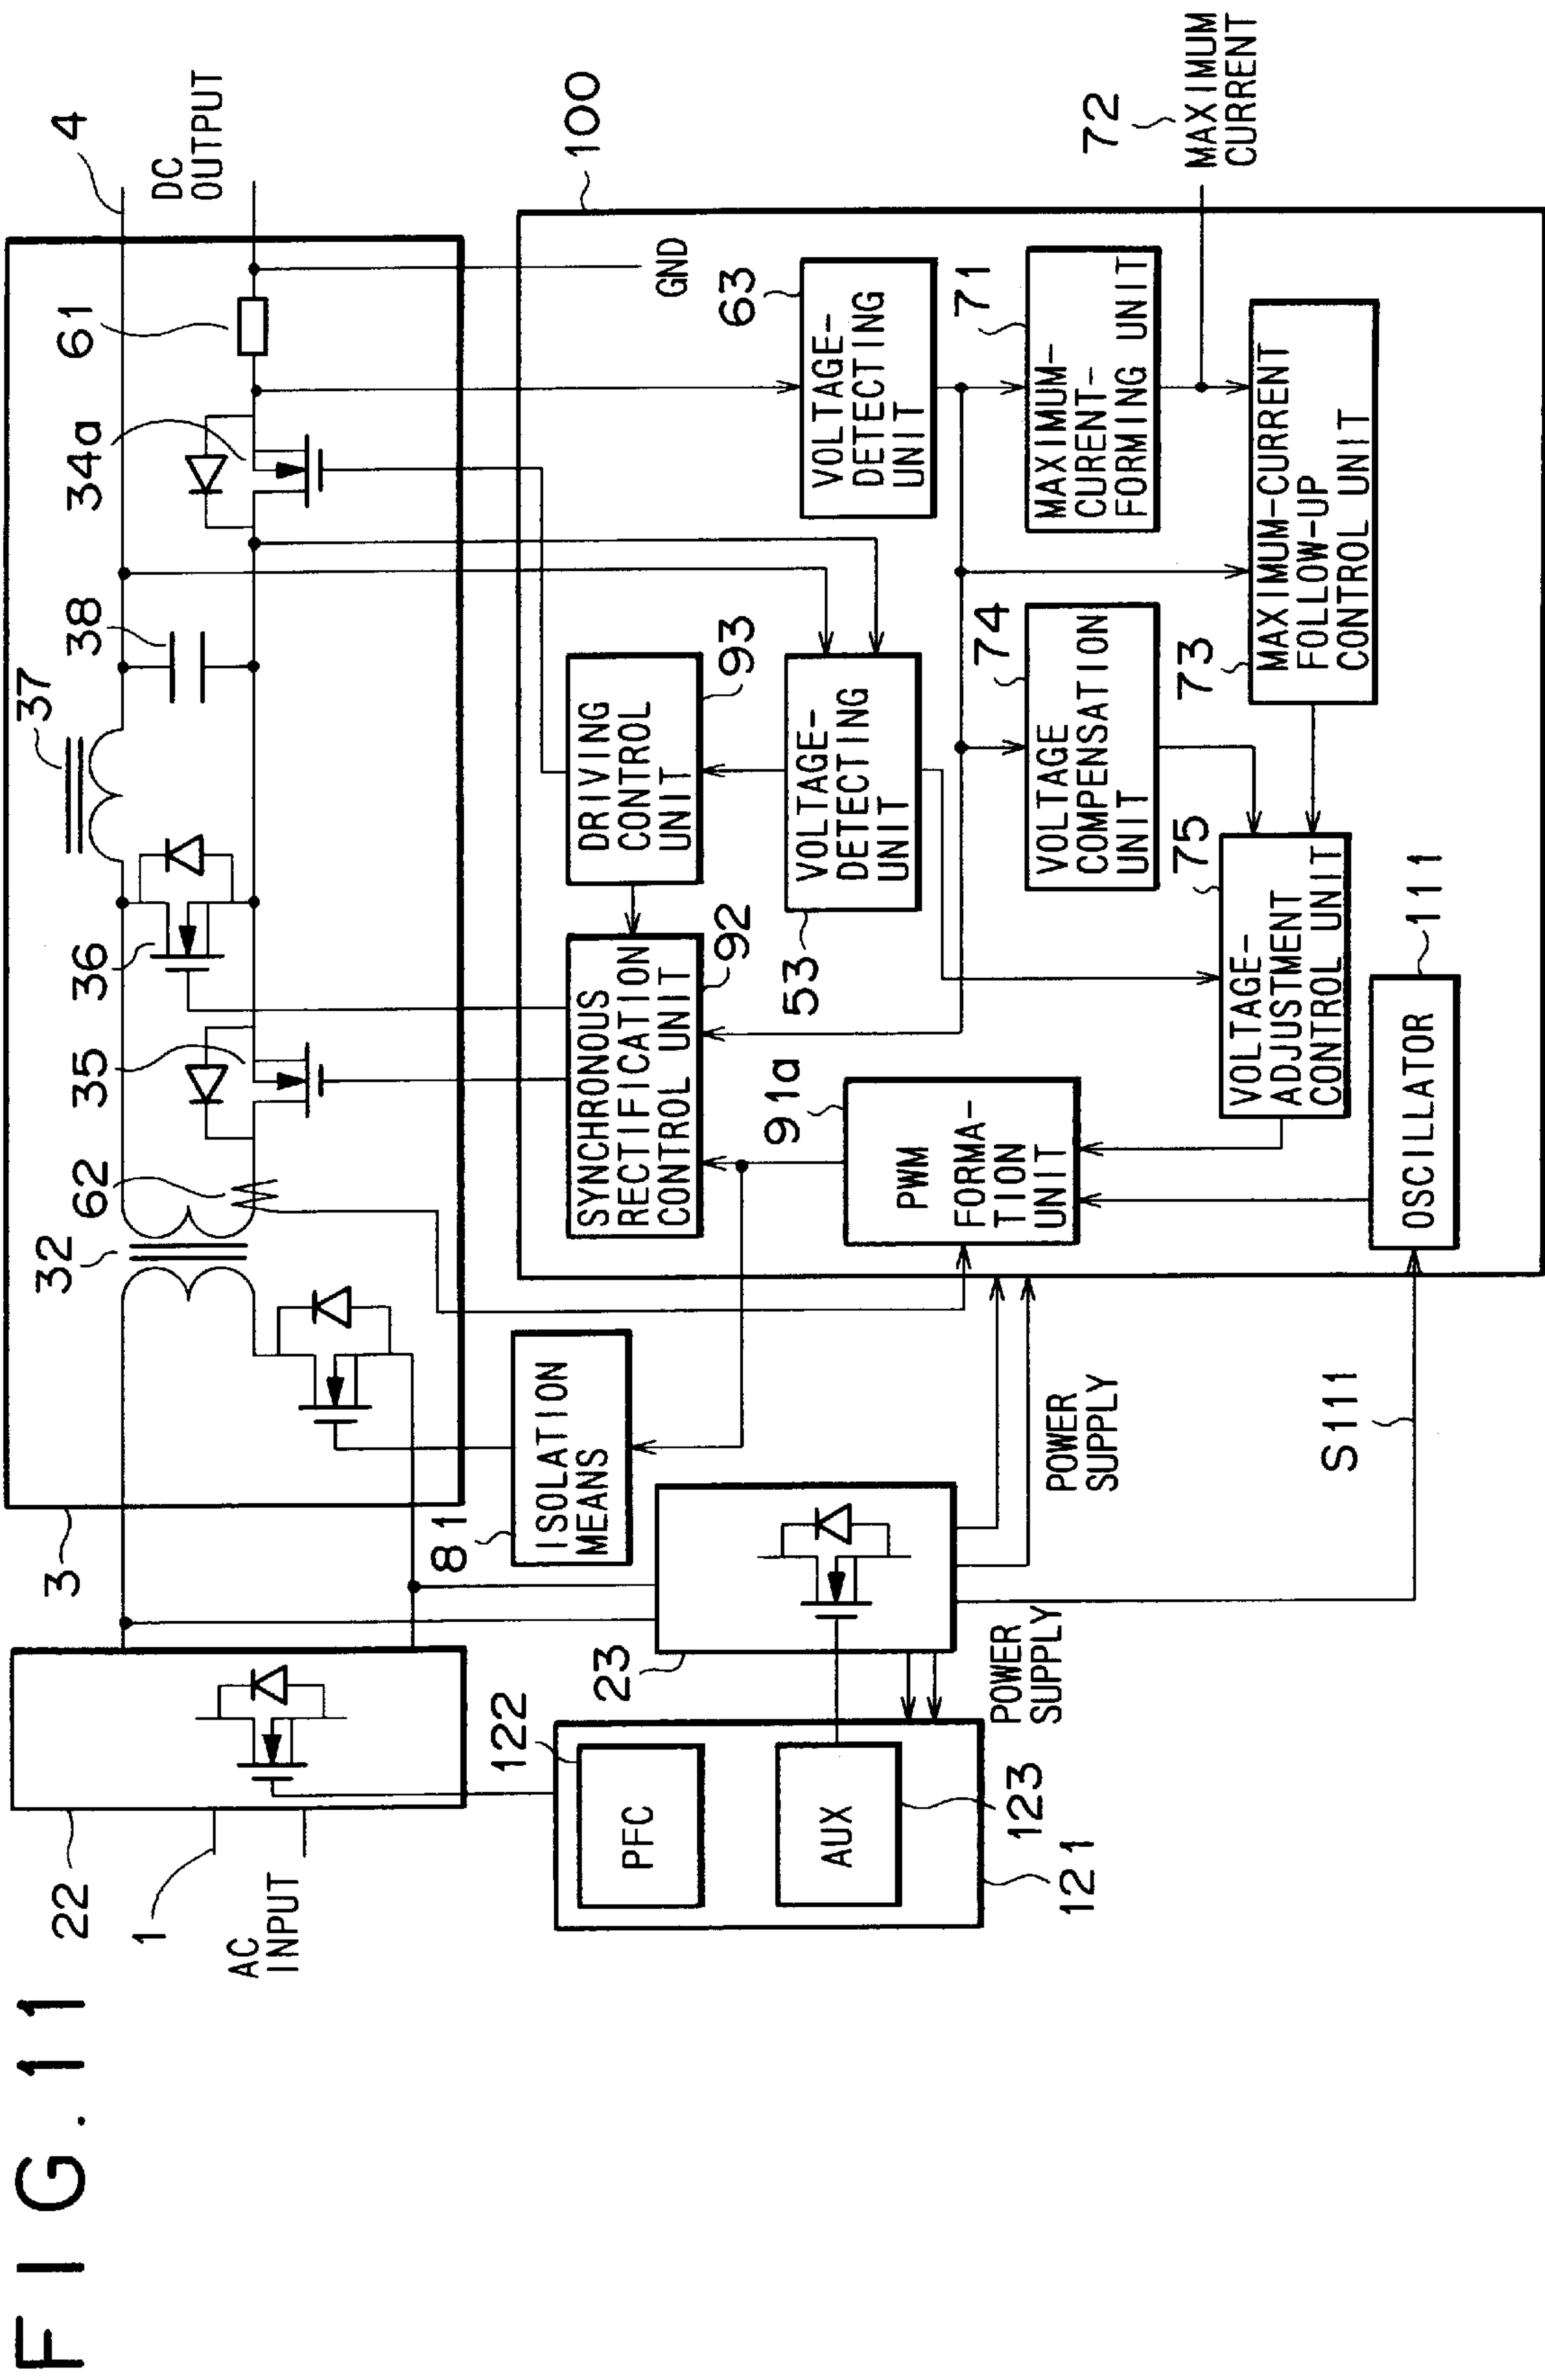 FIG.11
22
1
AC
INPUT
3
32
62
35
36
37
38
34a
61
4
DC
OUTPUT
GND
100
81
ISOLATION
MEANS
SYNCHRONOUS
RECTIFICATION
CONTROL UNIT
92
DRIVING
CONTROL
UNIT
93
VOLTAGE-
DETECTING
UNIT
53
VOLTAGE-
DETECTING
UNIT
63
91a
PWM
FORMA-
TION
UNIT
VOLTAGE
COMPENSATION
UNIT
74
MAXIMUM-
CURENT-
FORMING UNIT
71
72
MAXIMUM
CURRENT
MAXIMUM-CURRENT
FOLLOW-UP
CONTROL UNIT
73
VOLTAGE-
ADJUSTMENT
CONTROL UNIT
75
OSCILLATOR
111
S111
POWER
SUPPLY
POWER
SUPPLY
23
122
PFC
AUX
123
121